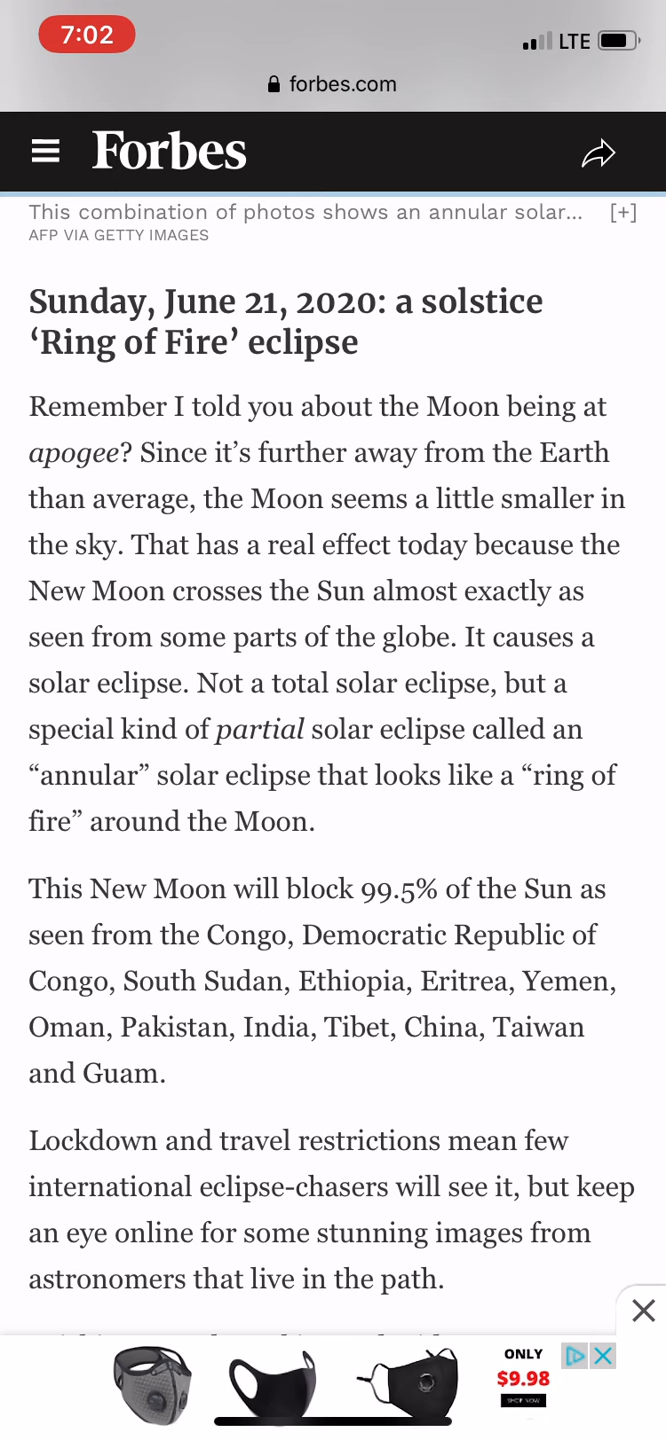 7:02
LTE
forbes.com
Forbes
This combination of photos shows an annular solar... [+]
AFP VIA GETTY IMAGES
Sunday, June 21, 2020: a solstice
‘Ring of Fire’ eclipse
Remember I told you about the Moon being at
apogee? Since it’s further away from the Earth
than average, the Moon seems a little smaller in
the sky. That has a real effect today because the
New Moon crosses the Sun almost exactly as
seen from some parts of the globe. It causes a
solar eclipse. Not a total solar eclipse, but a
special kind of partial solar eclipse called an
“annular” solar eclipse that looks like a “ring of
fire” around the Moon.
This New Moon will block 99.5% of the Sun as
seen from the Congo, Democratic Republic of
Congo, South Sudan, Ethiopia, Eritrea, Yemen,
Oman, Pakistan, India, Tibet, China, Taiwan
and Guam.
Lockdown and travel restrictions mean few
international eclipse-chasers will see it, but keep
an eye online for some stunning images from
astronomers that live in the path.
ONLY
$9.98
SHOP NOW